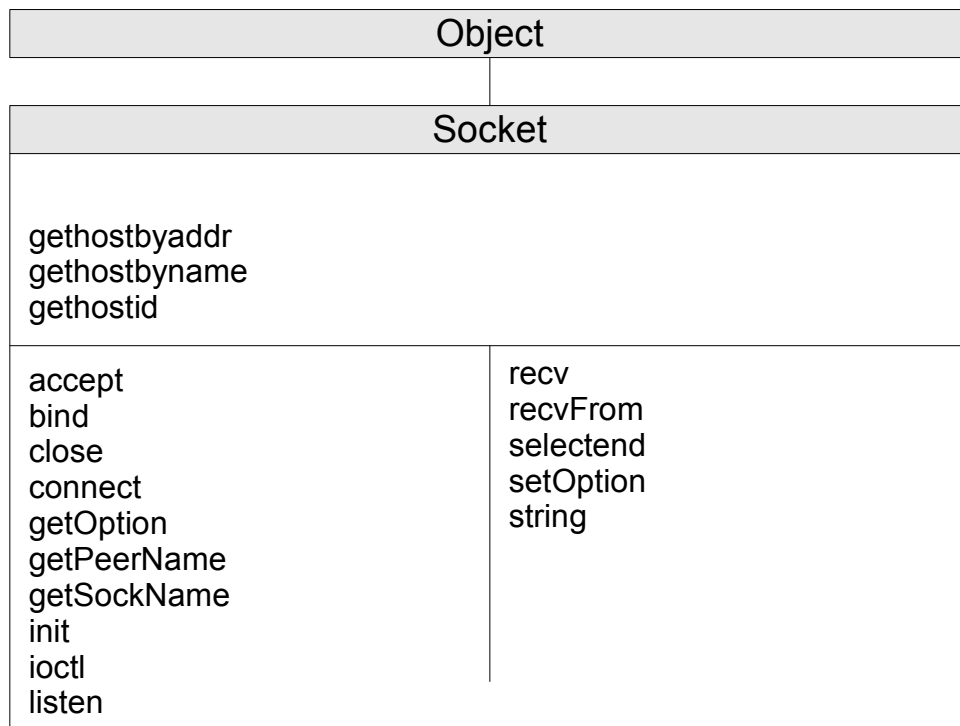 Object
Socket
gethostbyaddr
gethostbyname
gethostid
accept
bind
close
connect
getOption
getPeerName
getSockName
init
ioctl
listen
recv
recvFrom
selectend
setOption
string